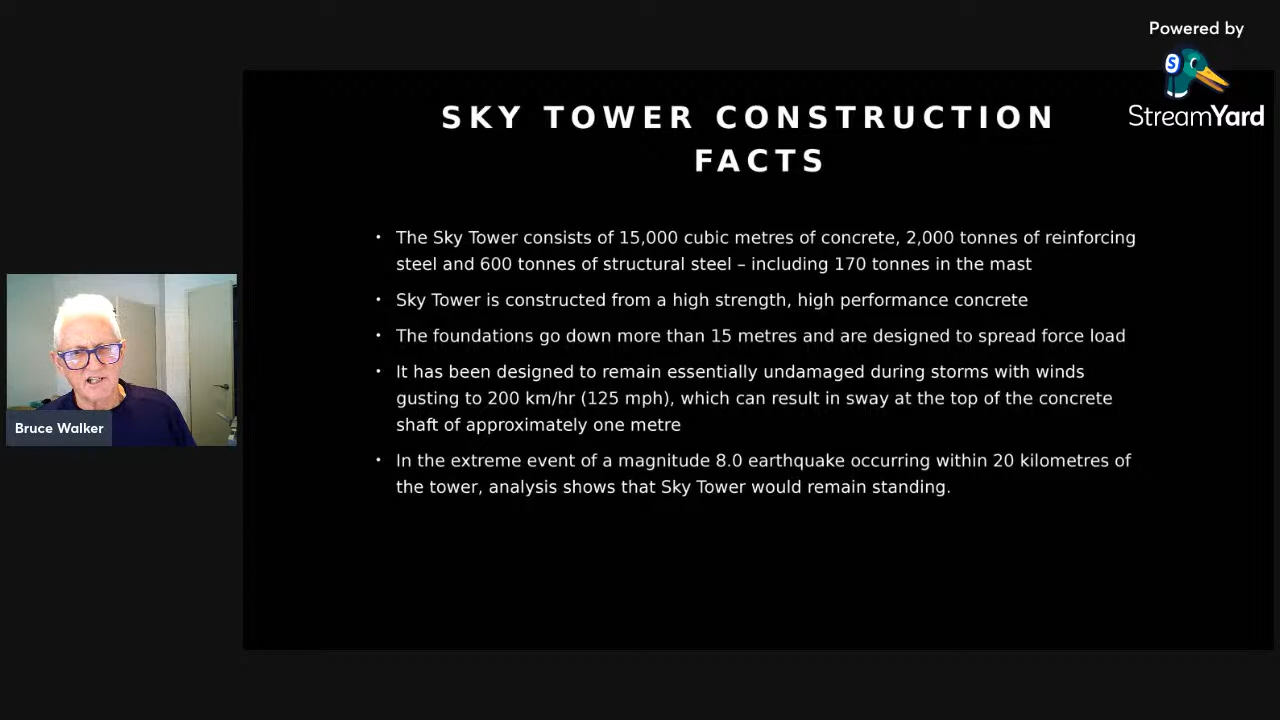 Powered by
S
StreamYard
SKY TOWER CONSTRUCTION
FACTS
• The Sky Tower consists of 15,000 cubic metres of concrete, 2,000 tonnes of reinforcing
steel and 600 tonnes of structural steel – including 170 tonnes in the mast
• Sky Tower is constructed from a high strength, high performance concrete
• The foundations go down more than 15 metres and are designed to spread force load
• It has been designed to remain essentially undamaged during storms with winds
gusting to 200 km/hr (125 mph), which can result in sway at the top of the concrete
shaft of approximately one metre
• In the extreme event of a magnitude 8.0 earthquake occurring within 20 kilometres of
the tower, analysis shows that Sky Tower would remain standing.
Bruce Walker